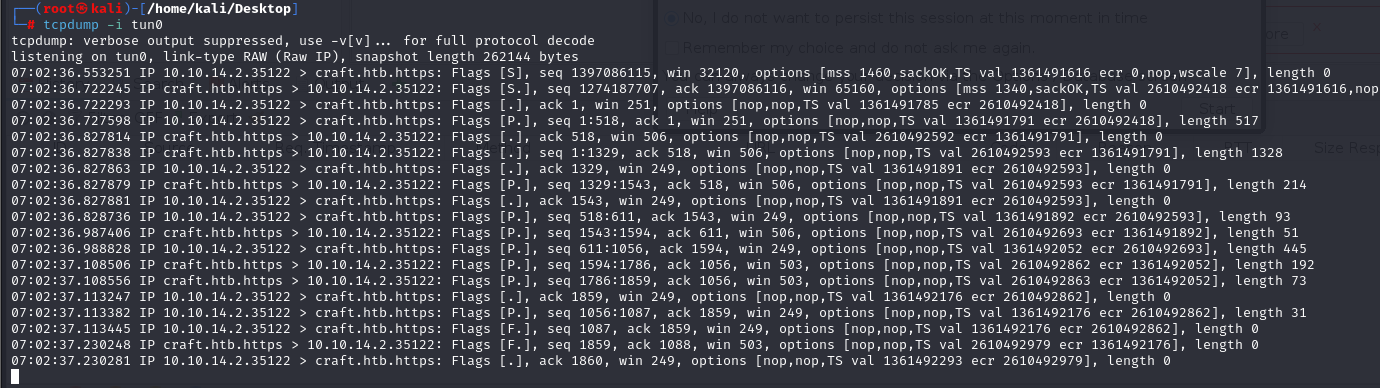 ┌──(root㉿kali)-[/home/kali/Desktop]
└─# tcpdump -i tun0
tcpdump: verbose output suppressed, use -v[v]... for full protocol decode
listening on tun0, link-type RAW (Raw IP), snapshot length 262144 bytes
07:02:36.553251 IP 10.10.14.2.35122 > craft.htb.https: Flags [S], seq 1397086115, win 32120, options [mss 1460,sackOK,TS val 1361491616 ecr 0,nop,wscale 7], length 0
07:02:36.722245 IP craft.htb.https > 10.10.14.2.35122: Flags [S.], seq 1274187707, ack 1397086116, win 65160, options [mss 1340,sackOK,TS val 2610492418 ecr 1361491616,nop
07:02:36.722293 IP 10.10.14.2.35122 > craft.htb.https: Flags [.], ack 1, win 251, options [nop,nop,TS val 1361491785 ecr 2610492418], length 0
07:02:36.727598 IP 10.10.14.2.35122 > craft.htb.https: Flags [P.], seq 1:518, ack 1, win 251, options [nop,nop,TS val 1361491791 ecr 2610492418], length 517
07:02:36.827814 IP craft.htb.https > 10.10.14.2.35122: Flags [.], ack 518, win 506, options [nop,nop,TS val 2610492592 ecr 1361491791], length 0
07:02:36.827838 IP craft.htb.https > 10.10.14.2.35122: Flags [.], seq 1:1329, ack 518, win 506, options [nop,nop,TS val 2610492593 ecr 1361491791], length 1328
07:02:36.827863 IP 10.10.14.2.35122 > craft.htb.https: Flags [.], ack 1329, win 249, options [nop,nop,TS val 1361491891 ecr 2610492593], length 0
07:02:36.827879 IP craft.htb.https > 10.10.14.2.35122: Flags [P.], seq 1329:1543, ack 518, win 506, options [nop,nop,TS val 2610492593 ecr 1361491791], length 214
07:02:36.827881 IP 10.10.14.2.35122 > craft.htb.https: Flags [.], ack 1543, win 249, options [nop,nop,TS val 1361491891 ecr 2610492593], length 0
07:02:36.828736 IP 10.10.14.2.35122 > craft.htb.https: Flags [P.], seq 518:611, ack 1543, win 249, options [nop,nop,TS val 1361491892 ecr 2610492593], length 93
07:02:36.987406 IP craft.htb.https > 10.10.14.2.35122: Flags [P.], seq 1543:1594, ack 611, win 506, options [nop,nop,TS val 2610492693 ecr 1361491892], length 51
07:02:36.988828 IP 10.10.14.2.35122 > craft.htb.https: Flags [P.], seq 611:1056, ack 1594, win 249, options [nop,nop,TS val 1361492052 ecr 2610492693], length 445
07:02:37.108506 IP craft.htb.https > 10.10.14.2.35122: Flags [P.], seq 1594:1786, ack 1056, win 503, options [nop,nop,TS val 2610492862 ecr 1361492052], length 192
07:02:37.108556 IP craft.htb.https > 10.10.14.2.35122: Flags [P.], seq 1786:1859, ack 1056, win 503, options [nop,nop,TS val 2610492863 ecr 1361492052], length 73
07:02:37.113247 IP 10.10.14.2.35122 > craft.htb.https: Flags [.], ack 1859, win 249, options [nop,nop,TS val 1361492176 ecr 2610492862], length 0
07:02:37.113382 IP 10.10.14.2.35122 > craft.htb.https: Flags [P.], seq 1056:1087, ack 1859, win 249, options [nop,nop,TS val 1361492176 ecr 2610492862], length 31
07:02:37.113445 IP 10.10.14.2.35122 > craft.htb.https: Flags [F.], seq 1087, ack 1859, win 249, options [nop,nop,TS val 1361492176 ecr 2610492862], length 0
07:02:37.230248 IP craft.htb.https > 10.10.14.2.35122: Flags [F.], seq 1859, ack 1088, win 503, options [nop,nop,TS val 2610492979 ecr 1361492176], length 0
07:02:37.230281 IP 10.10.14.2.35122 > craft.htb.https: Flags [.], ack 1860, win 249, options [nop,nop,TS val 1361492293 ecr 2610492979], length 0
No, I do not want to persist this session at this moment in time
Remember my choice and do not ask me again.
Start
Size Resp